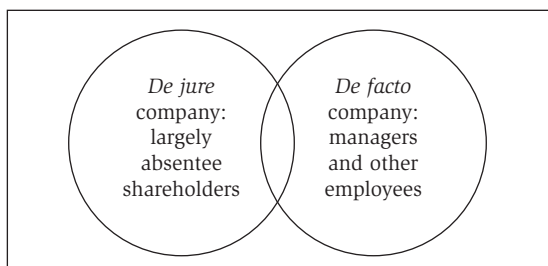 De jure
company:
largely
absentee
shareholders
De facto
company:
managers
and other
employees